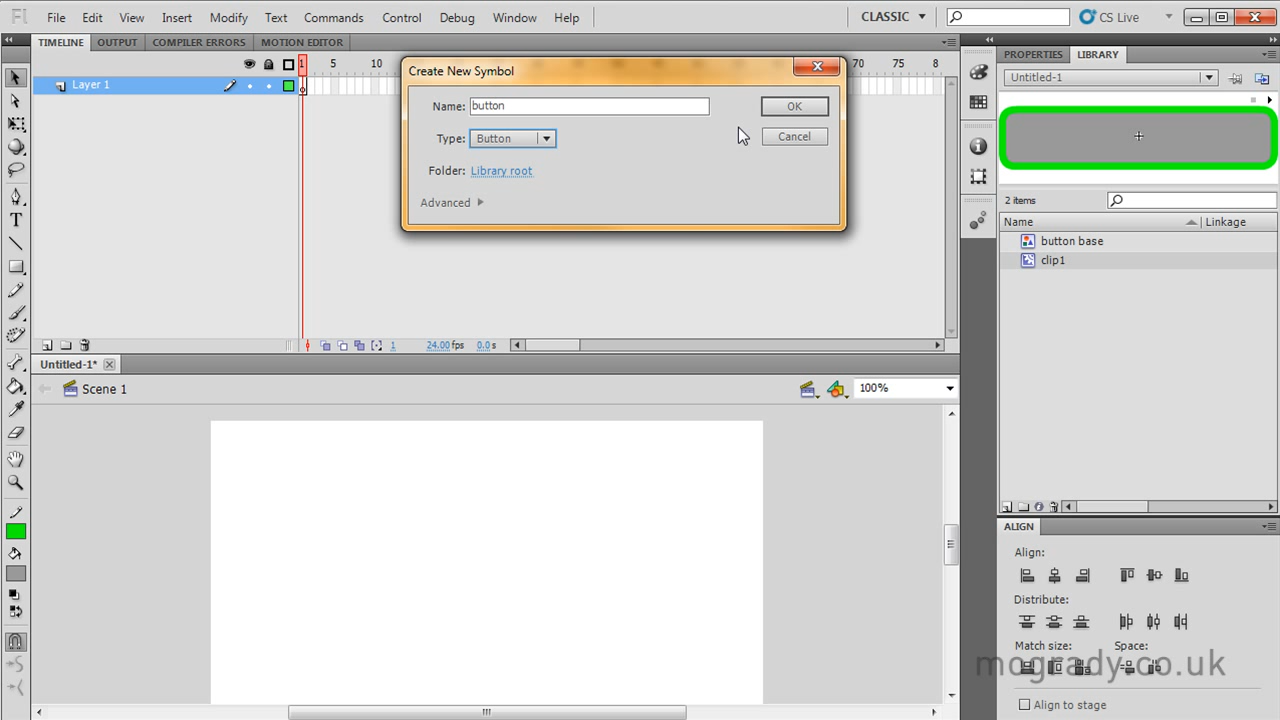 Fl File Edit View Insert Modify Text Commands Control Debug Window Help CLASSIC CS Live
TIMELINE OUTPUT COMPILER ERRORS MOTION EDITOR
PROPERTIES LIBRARY
1 5 10 70 75 8
Create New Symbol
Untitled-1
Layer 1
Name: button OK
Type: Button Cancel
Folder: Library root
Advanced
2 items
Name Linkage
button base
clip1
1 24.00 fps 0.0 s
Untitled-1*
Scene 1 100%
ALIGN
Align:
Distribute:
Match size: Space:
mogrady.co.uk
Align to stage